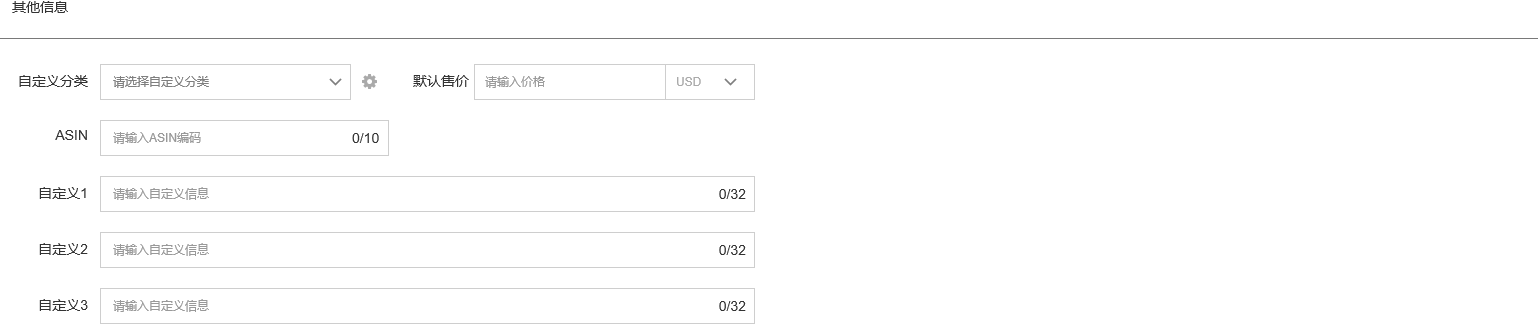 其他信息
自定义分类 请选择自定义分类 默认售价 请输入价格 USD
ASIN 请输入ASIN编码 0/10
自定义1 请输入自定义信息 0/32
自定义2 请输入自定义信息 0/32
自定义3 请输入自定义信息 0/32